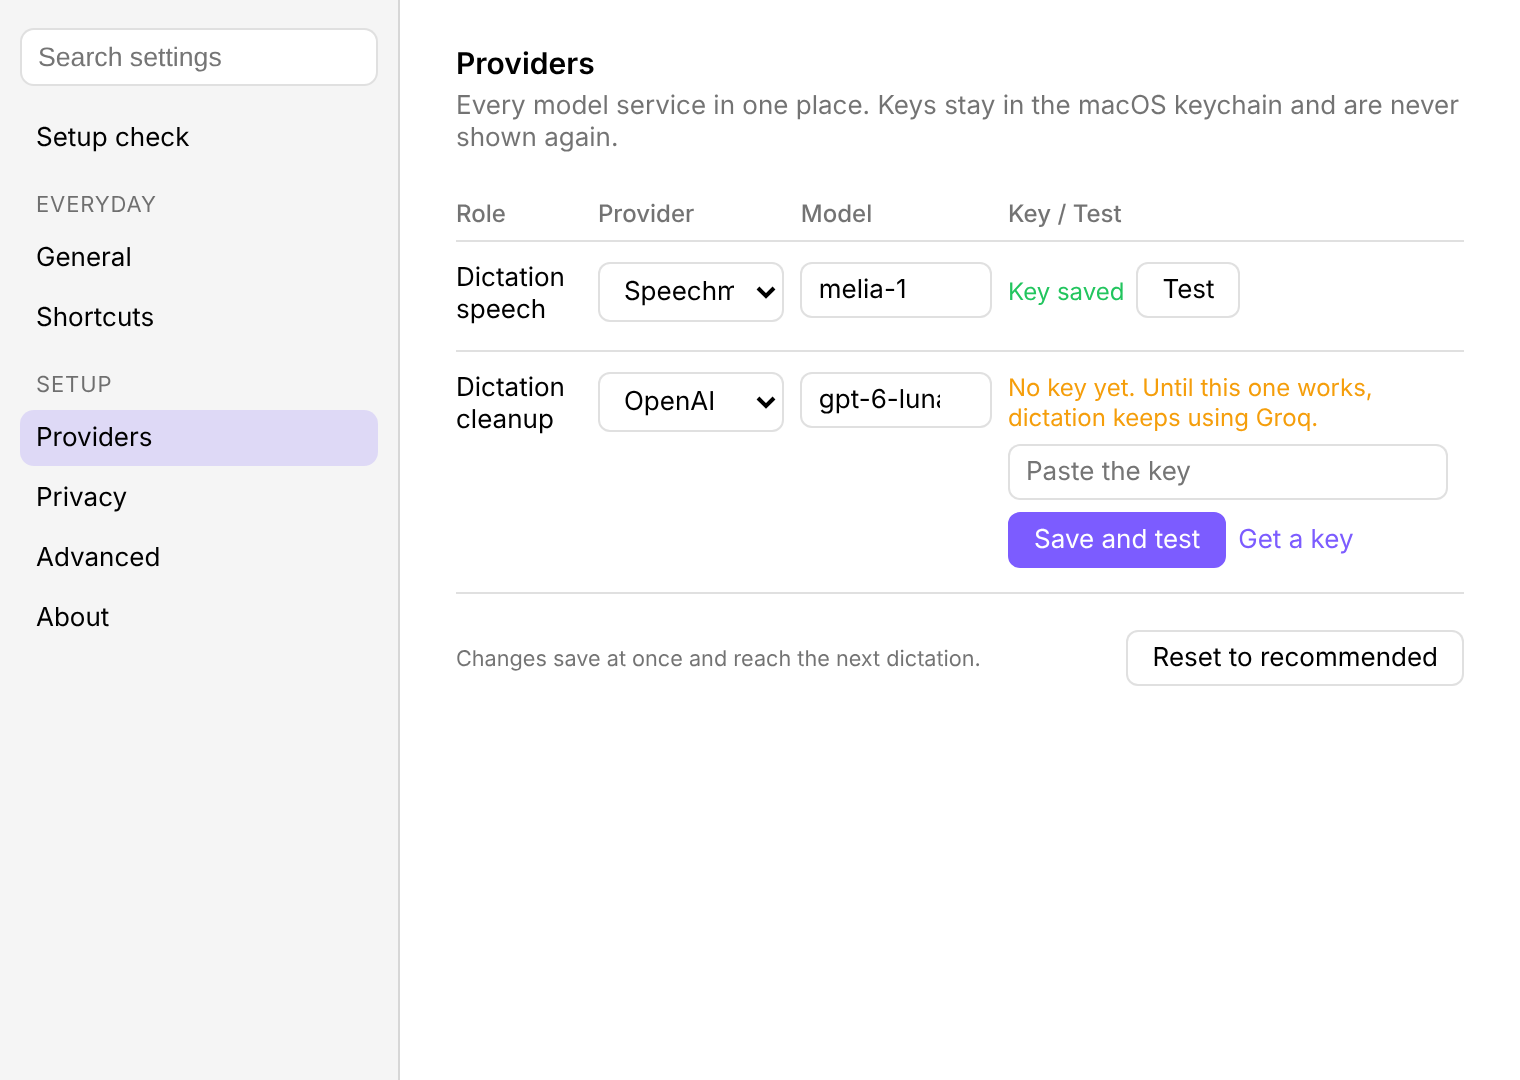 Search settings
Setup check
EVERYDAY
General
Shortcuts
SETUP
Providers
Privacy
Advanced
About
Providers
Every model service in one place. Keys stay in the macOS keychain and are never
shown again.
Role Provider Model Key / Test
Dictation
speech
Speechm
melia-1
Key saved
Test
Dictation
cleanup
OpenAI
gpt-6-luna
No key yet. Until this one works,
dictation keeps using Groq.
Paste the key
Save and test
Get a key
Changes save at once and reach the next dictation.
Reset to recommended